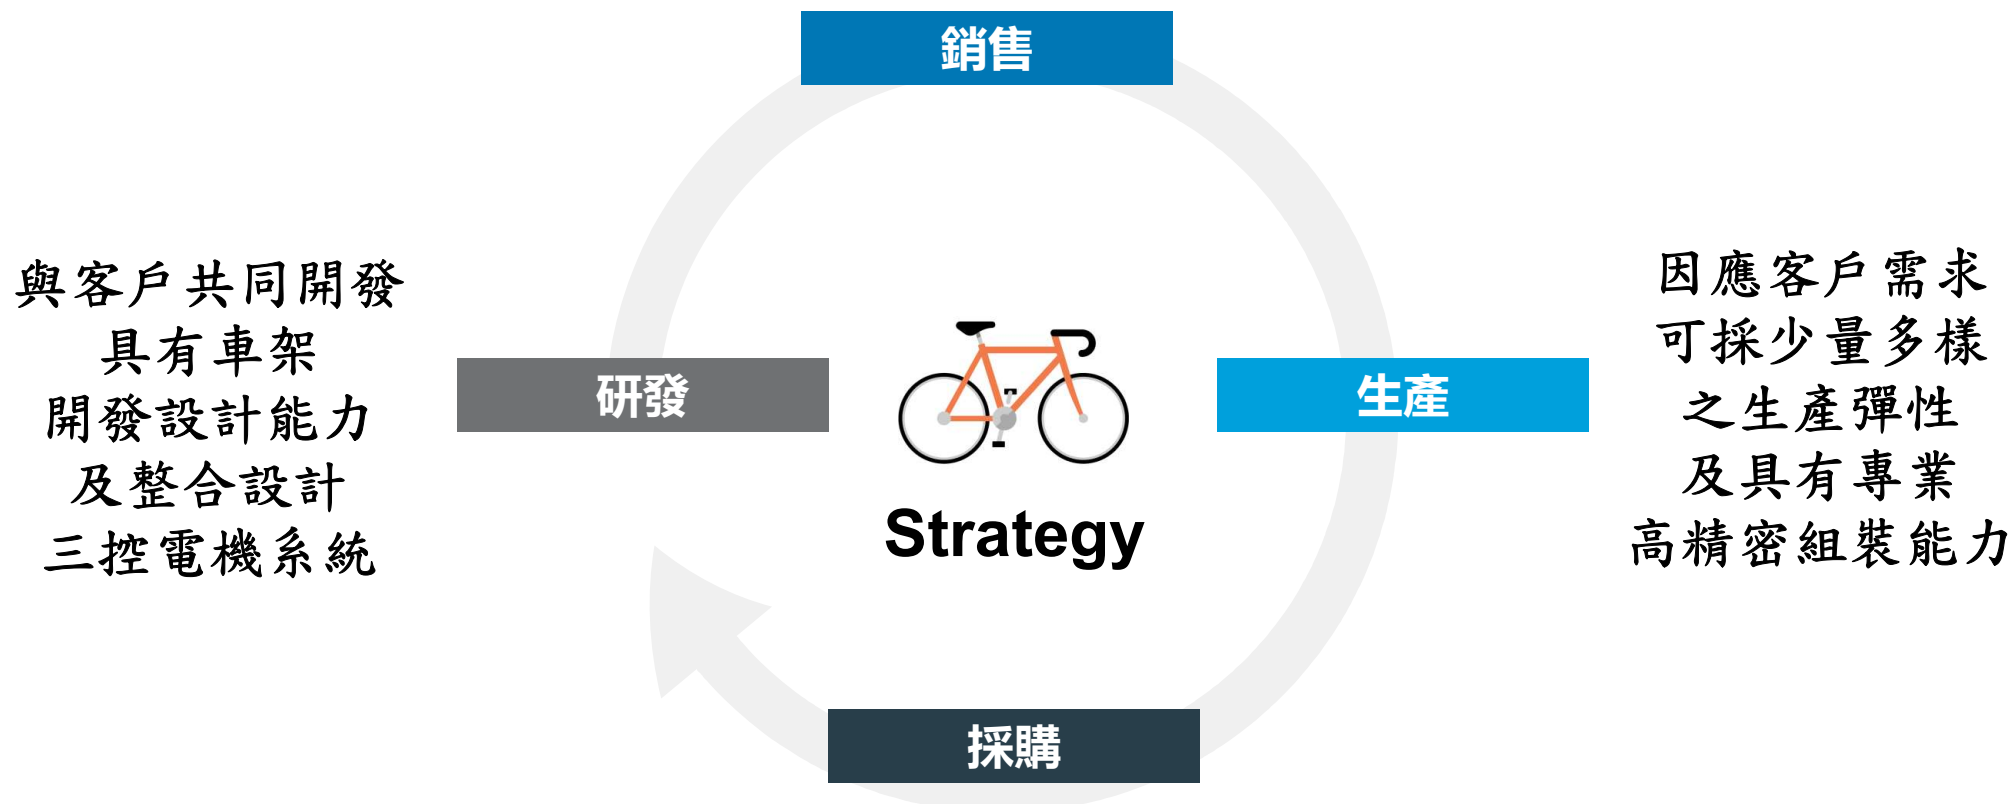 銷售
與客戶共同開發
具有車架
開發設計能力
及整合設計
三控電機系統
研發
Strategy
生產
因應客戶需求
可採少量多樣
之生產彈性
及具有專業
高精密組裝能力
採購